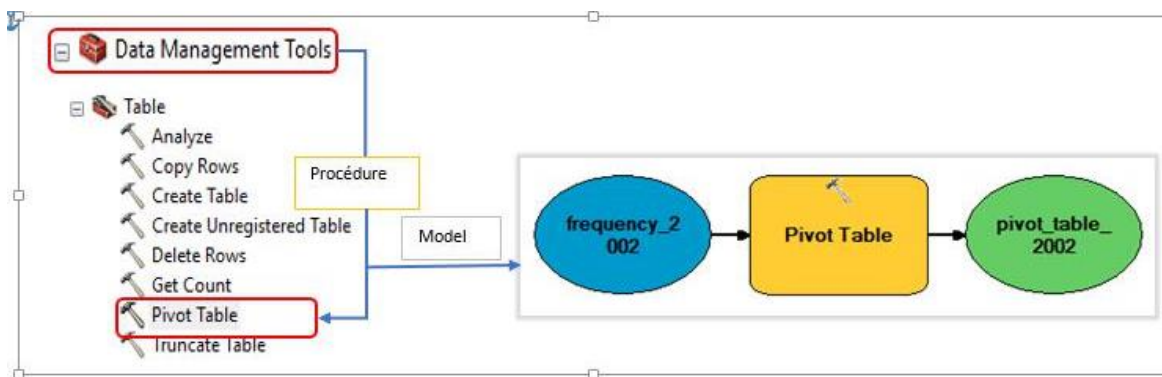 Data Management Tools
Table
Analyze
Copy Rows
Create Table
Create Unregistered Table
Delete Rows
Get Count
Pivot Table
Truncate Table
Procédure
Model
frequency_2
002
Pivot Table
pivot_table_
2002